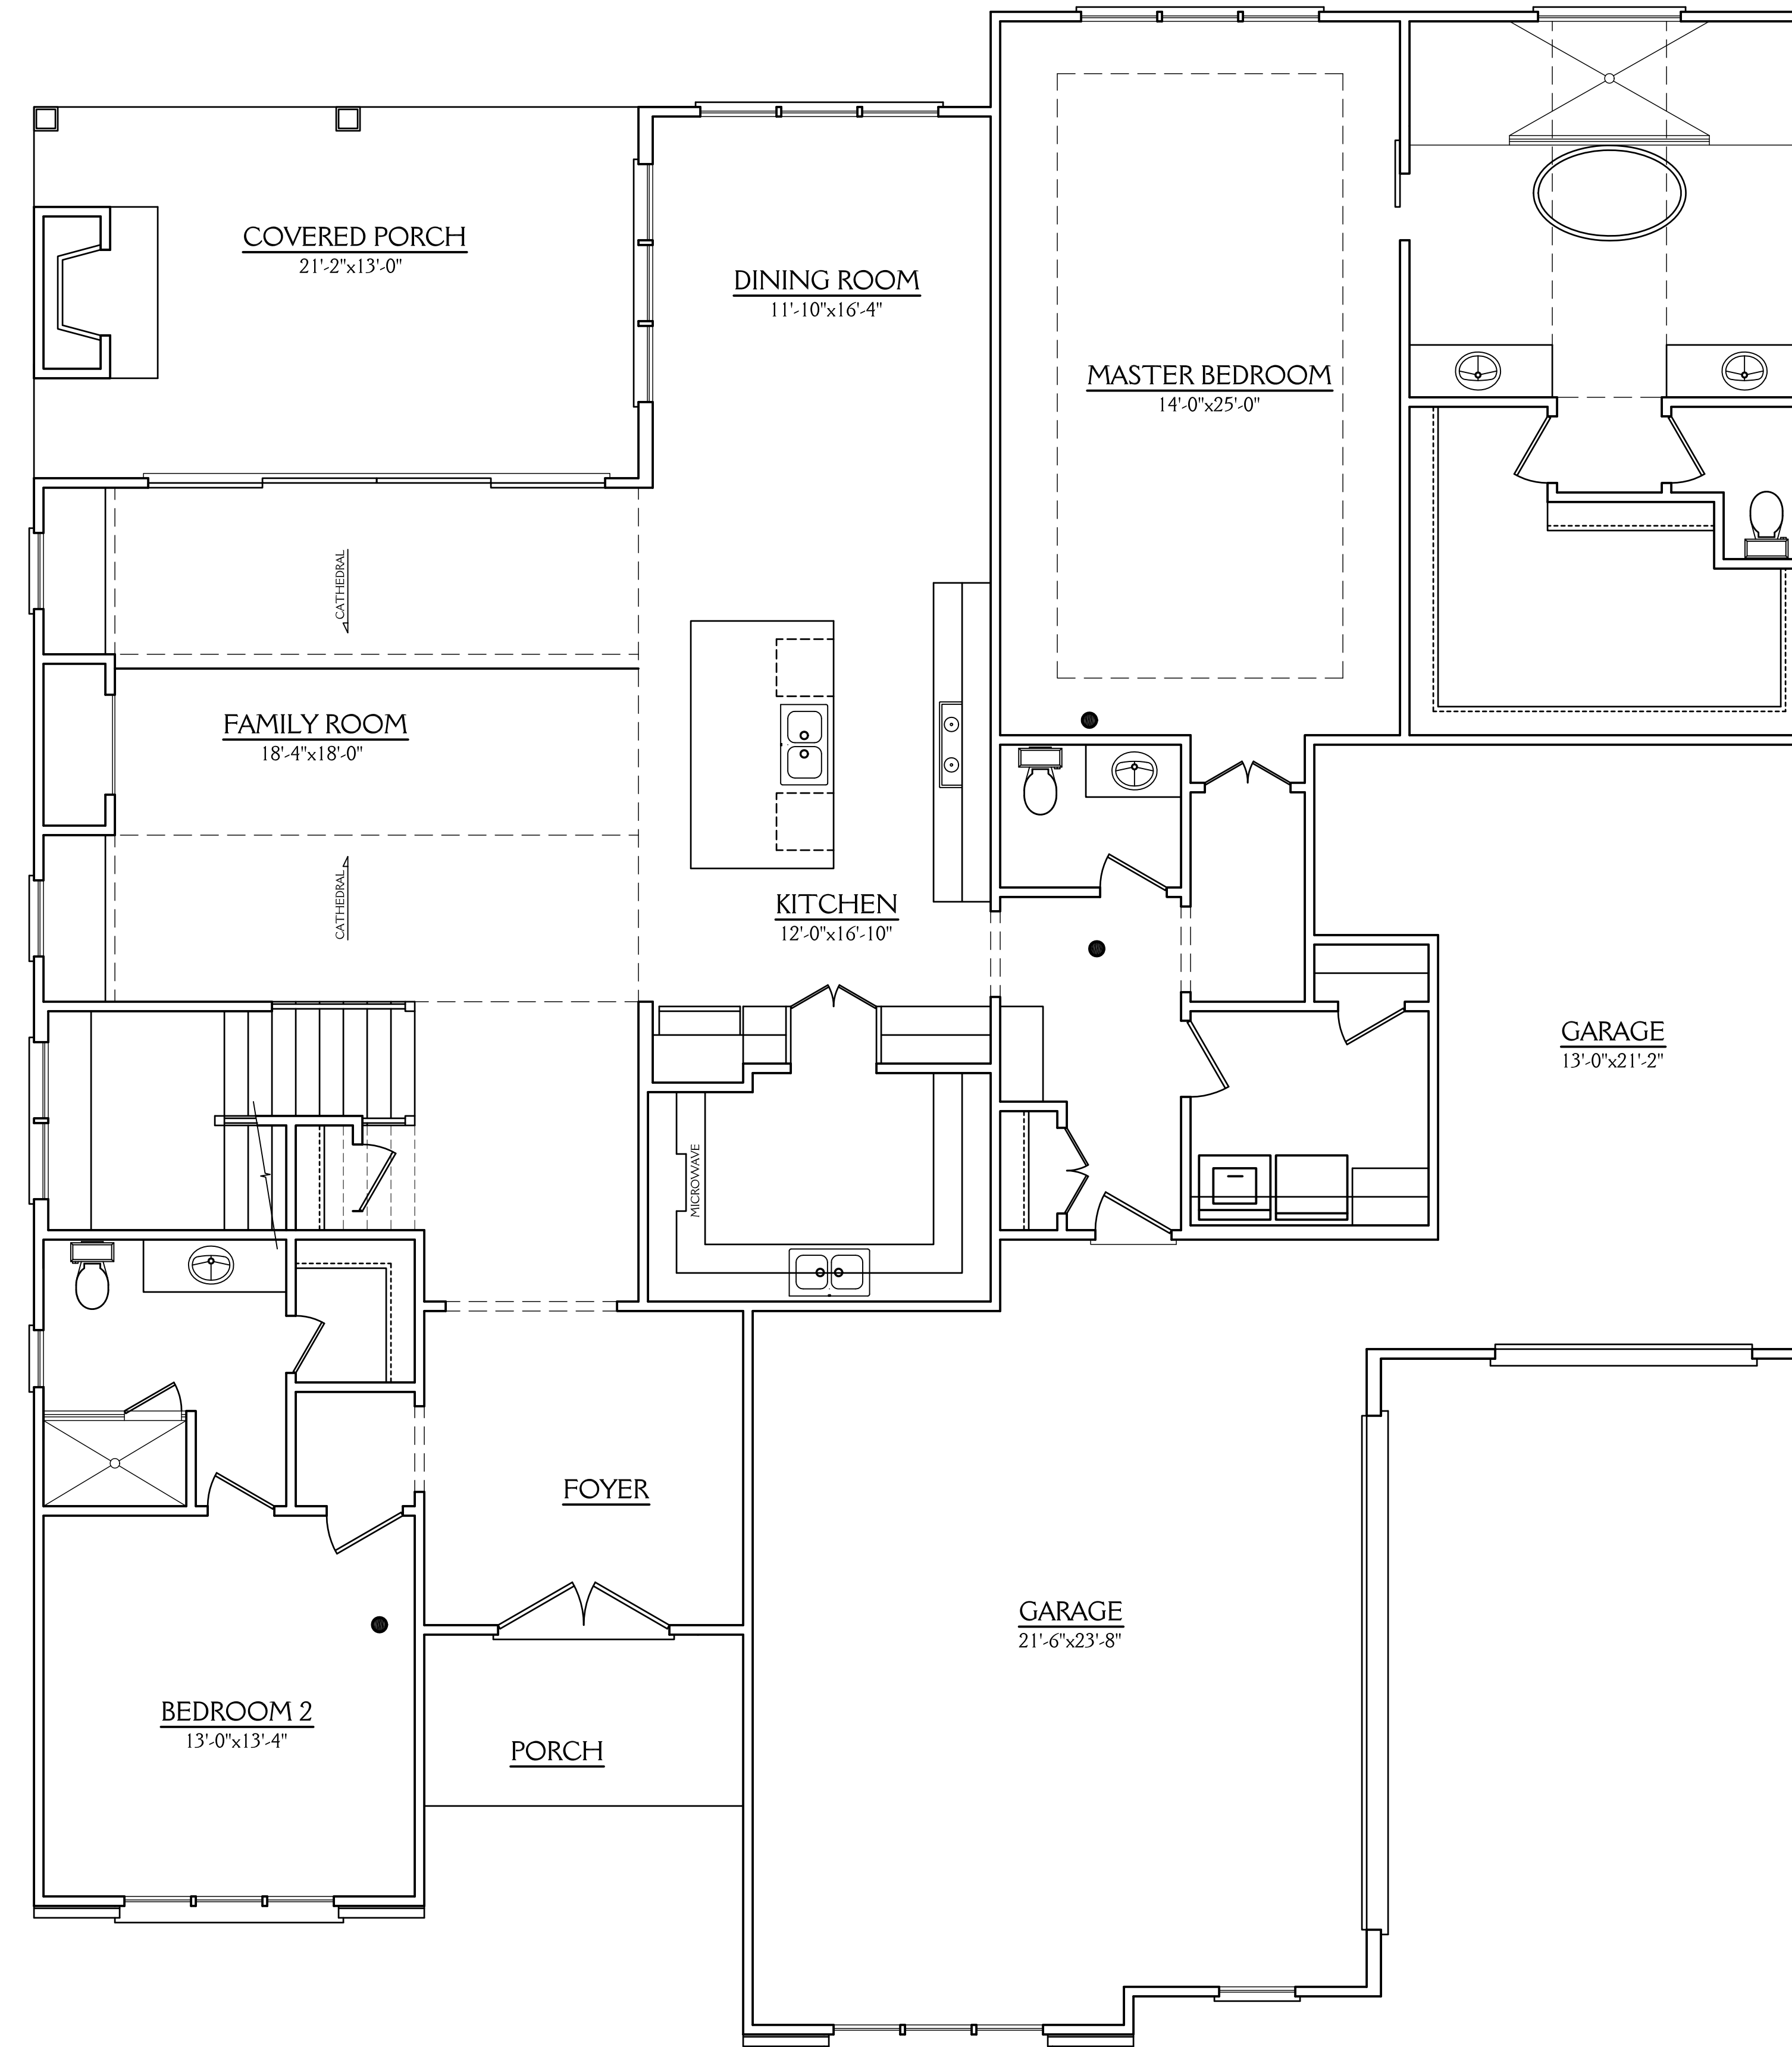 COVERED PORCH
21'-2"x13'-0"
DINING ROOM
11'-10"x16'-4"
MASTER BEDROOM
14'-0"x25'-0"
CATHEDRAL
FAMILY ROOM
18'-4"x18'-0"
CATHEDRAL
KITCHEN
12'-0"x16'-10"
GARAGE
13'-0"x21'-2"
MICROWAVE
FOYER
GARAGE
21'-6"x23'-8"
BEDROOM 2
13'-0"x13'-4"
PORCH